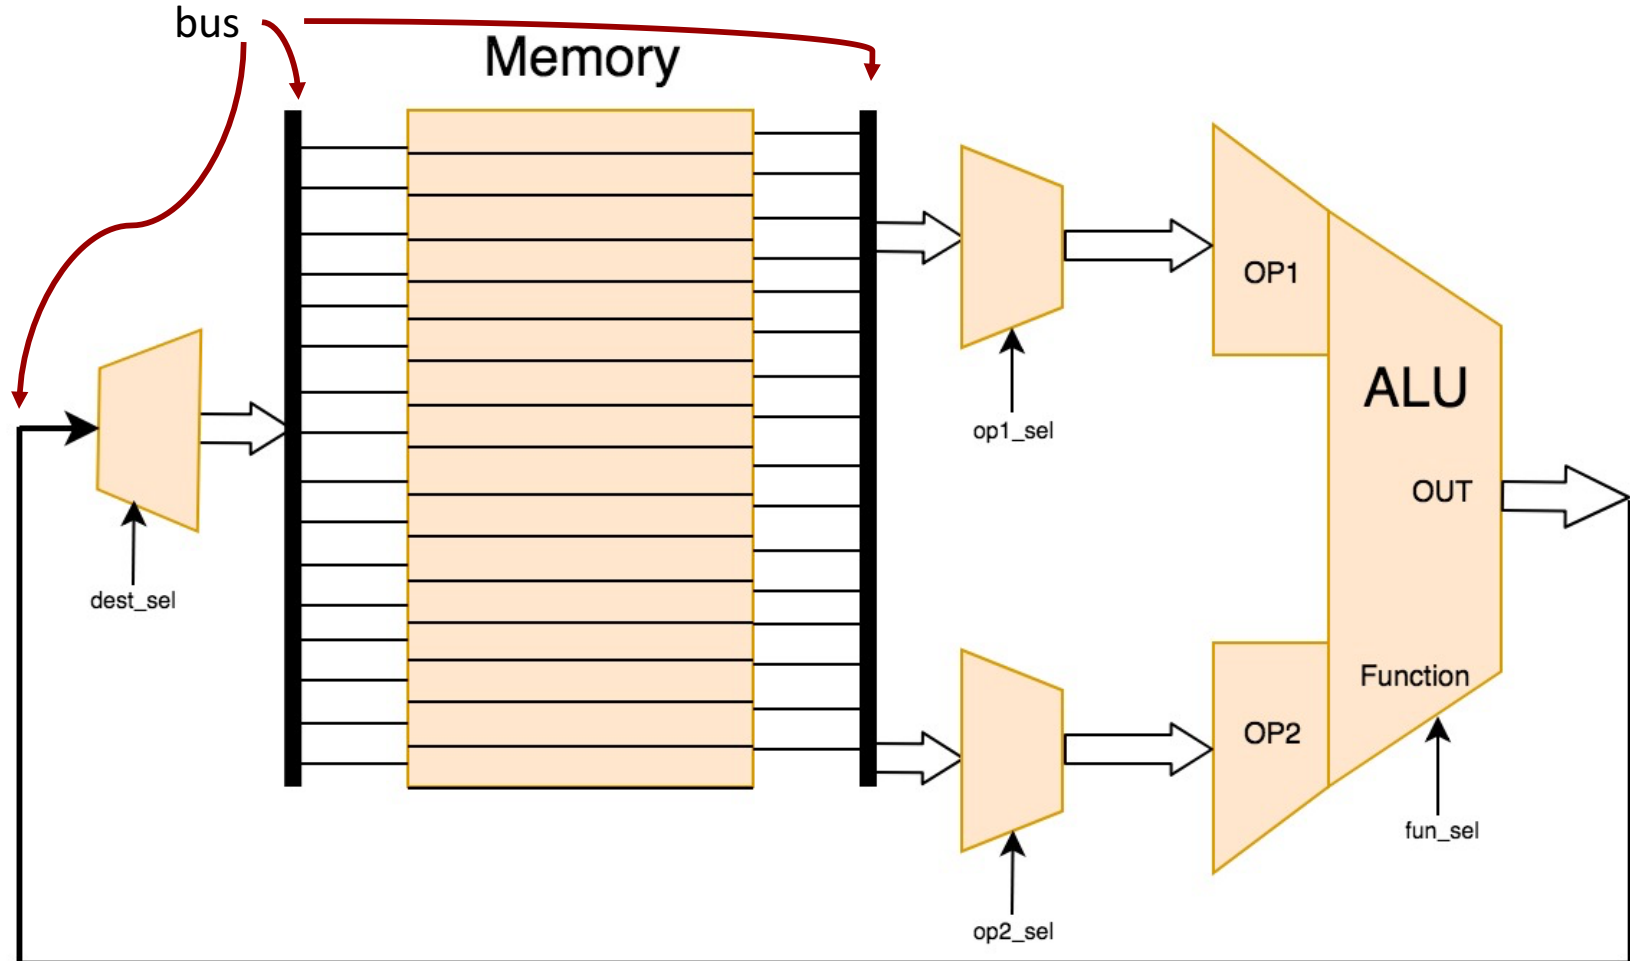 bus
Memory
OP1
ALU
op1_sel
OUT
dest_sel
Function
OP2
fun_sel
op2_sel